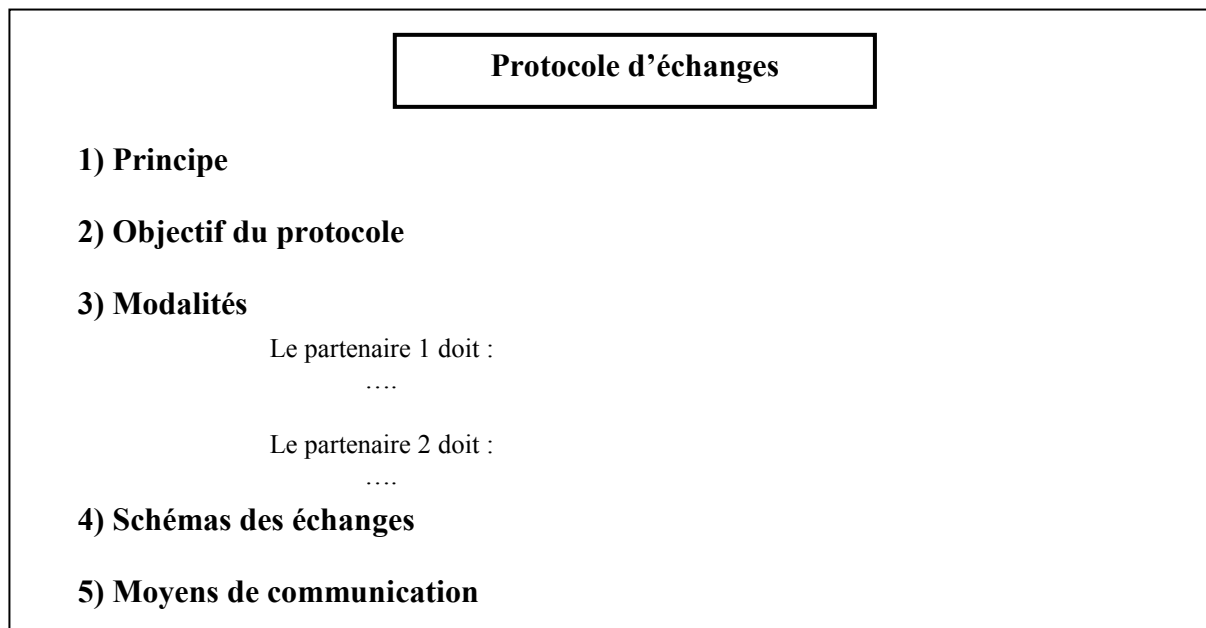 Protocole d’échanges
1) Principe
2) Objectif du protocole
3) Modalités
Le partenaire 1 doit :
….
Le partenaire 2 doit :
….
4) Schémas des échanges
5) Moyens de communication